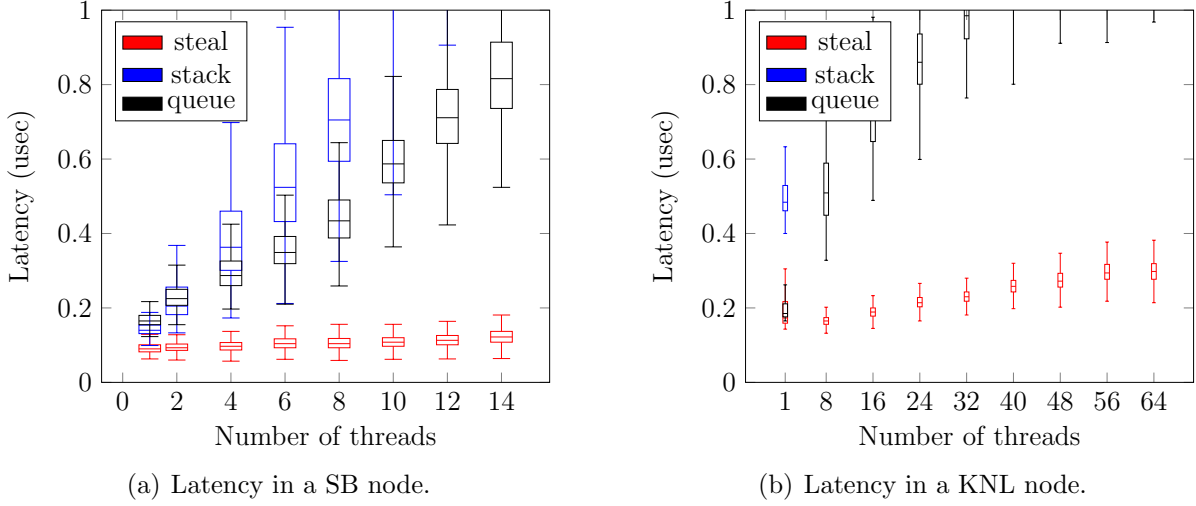 1
0.8
0.6
0.4
0.2
0
Latency (usec)
steal
stack
queue
0 2 4 6 8 10 12 14
Number of threads
(a) Latency in a SB node.
1
0.8
0.6
0.4
0.2
0
Latency (usec)
steal
stack
queue
1 8 16 24 32 40 48 56 64
Number of threads
(b) Latency in a KNL node.